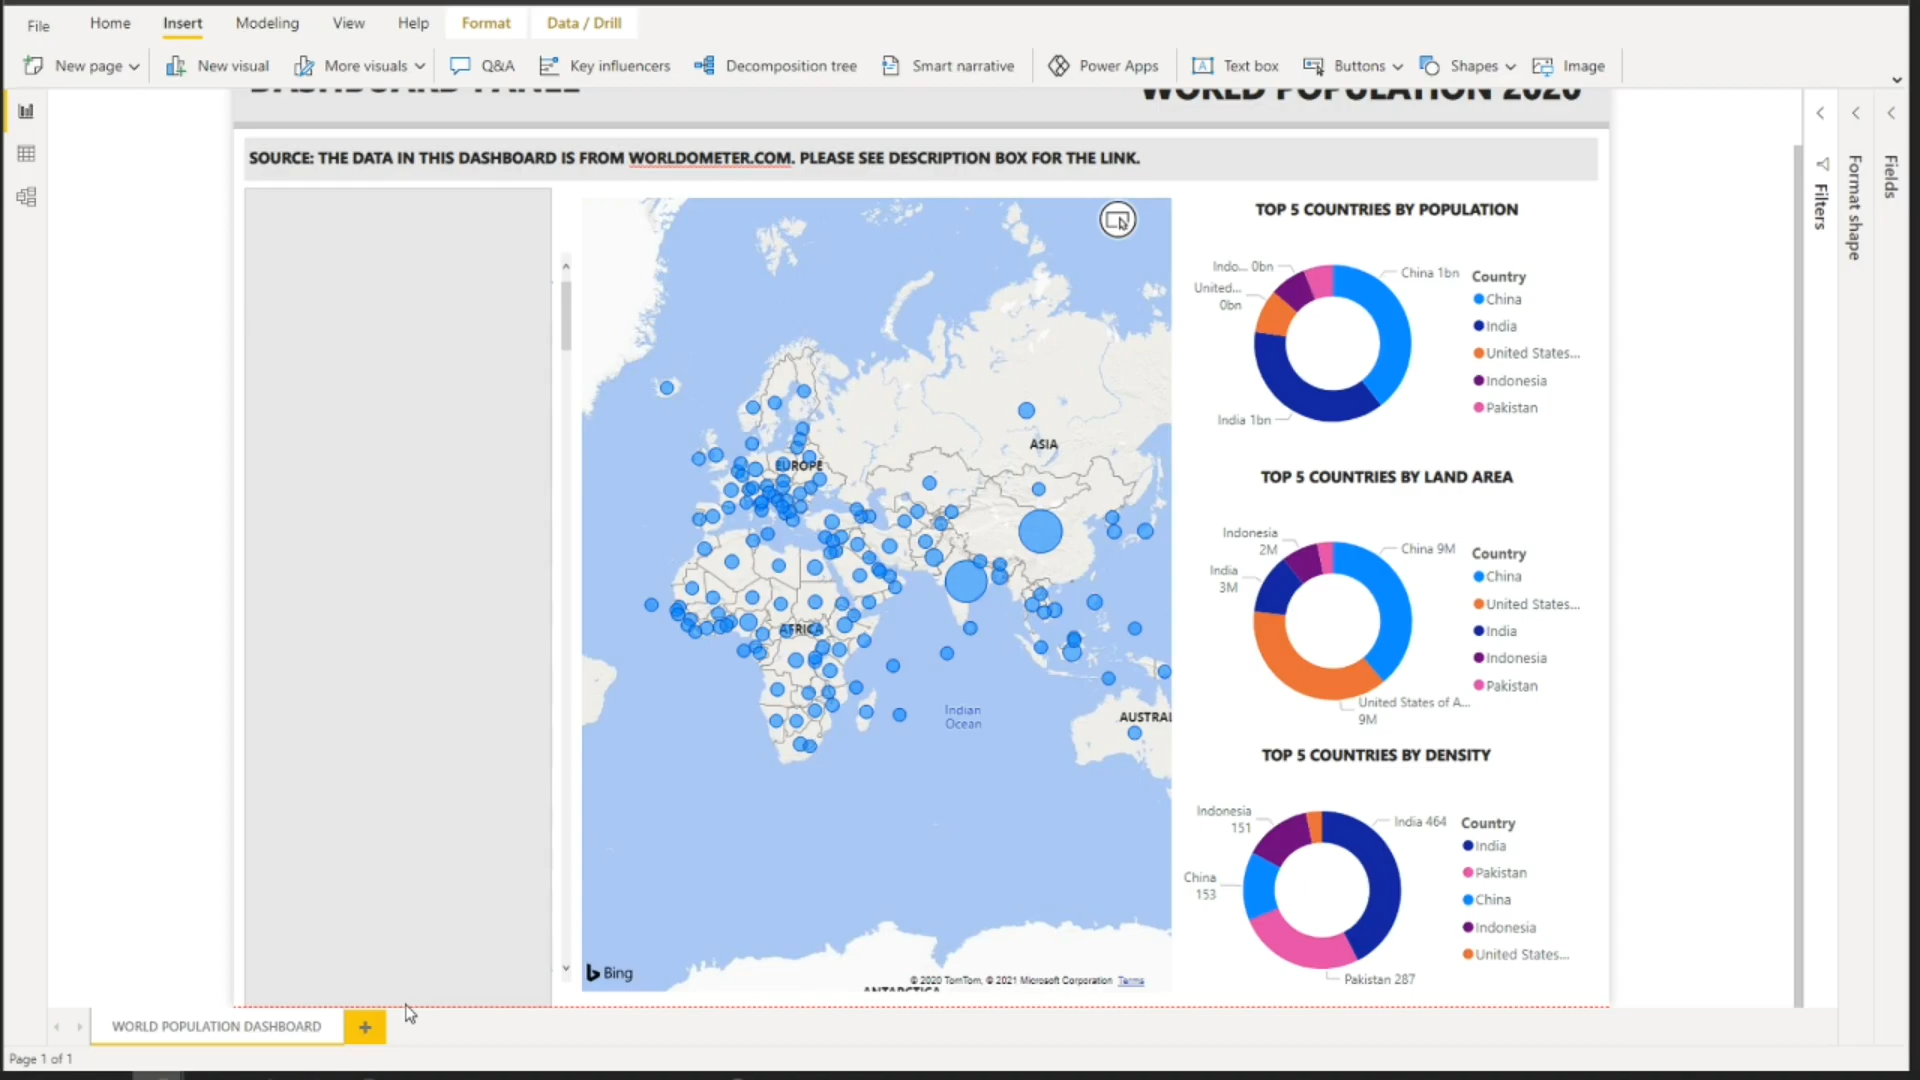 File Home Insert Modeling View Help Format Data / Drill
New page New visual More visuals Q&A Key influencers Decomposition tree Smart narrative Power Apps Text box Buttons Shapes Image
DASHBOARD PANEL
WORLD POPULATION 2020
SOURCE: THE DATA IN THIS DASHBOARD IS FROM WORLDOMETER.COM. PLEASE SEE DESCRIPTION BOX FOR THE LINK.
ASIA
EUROPE
AFRICA
Indian
Ocean
AUSTRAL
ANTARCTICA
Bing
© 2020 TomTom, © 2021 Microsoft Corporation Terms
TOP 5 COUNTRIES BY POPULATION
Indo... 0bn
United...
0bn
China 1bn
India 1bn
Country
China
India
United States...
Indonesia
Pakistan
TOP 5 COUNTRIES BY LAND AREA
Indonesia
2M
India
3M
China 9M
United States of A...
9M
Country
China
United States...
India
Indonesia
Pakistan
TOP 5 COUNTRIES BY DENSITY
Indonesia
151
China
153
India 464
Pakistan 287
Country
India
Pakistan
China
Indonesia
United States...
Filters
Format shape
Fields
WORLD POPULATION DASHBOARD
Page 1 of 1